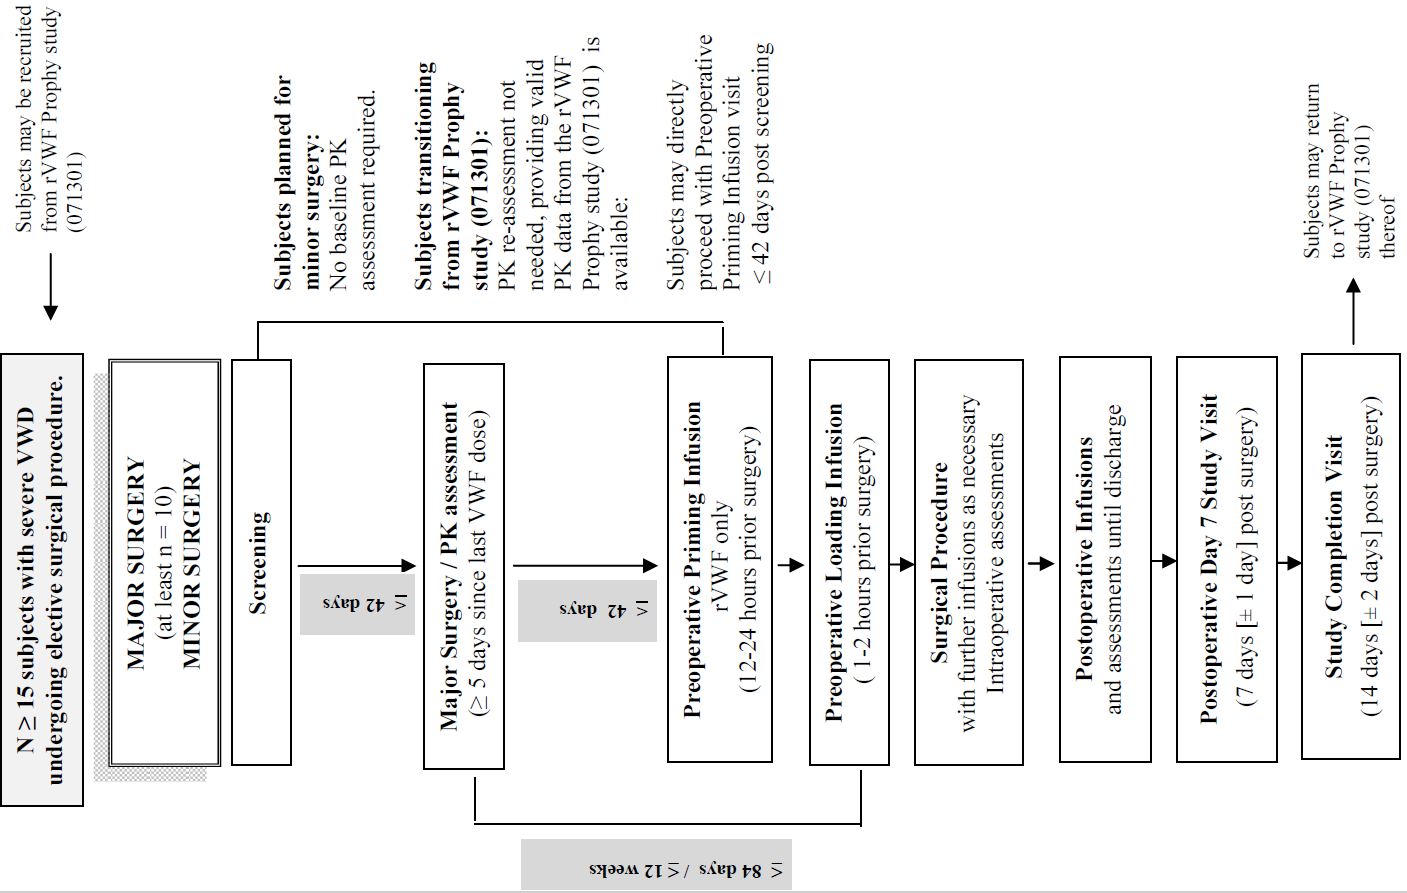 N ≥ 15 subjects with severe VWD
undergoing elective surgical procedure.
Subjects may be recruited
from rVWF Prophy study
(071301)
MAJOR SURGERY
(at least n = 10)
MINOR SURGERY
Screening
Subjects planned for
minor surgery:
No baseline PK
assessment required.
≤ 42 days
Major Surgery / PK assessment
(≥ 5 days since last VWF dose)
Subjects transitioning
from rVWF Prophy
study (071301):
PK re-assessment not
needed, providing valid
PK data from the rVWF
Prophy study (071301) is
available:
≤ 42 days
≤ 84 days / ≤ 12 weeks
Subjects may directly
proceed with Preoperative
Priming Infusion visit
≤ 42 days post screening
Preoperative Priming Infusion
rVWF only
(12-24 hours prior surgery)
Preoperative Loading Infusion
( 1-2 hours prior surgery)
Surgical Procedure
with further infusions as necessary
Intraoperative assessments
Postoperative Infusions
and assessments until discharge
Postoperative Day 7 Study Visit
(7 days [± 1 day] post surgery)
Study Completion Visit
(14 days [± 2 days] post surgery)
Subjects may return
to rVWF Prophy
study (071301)
thereof